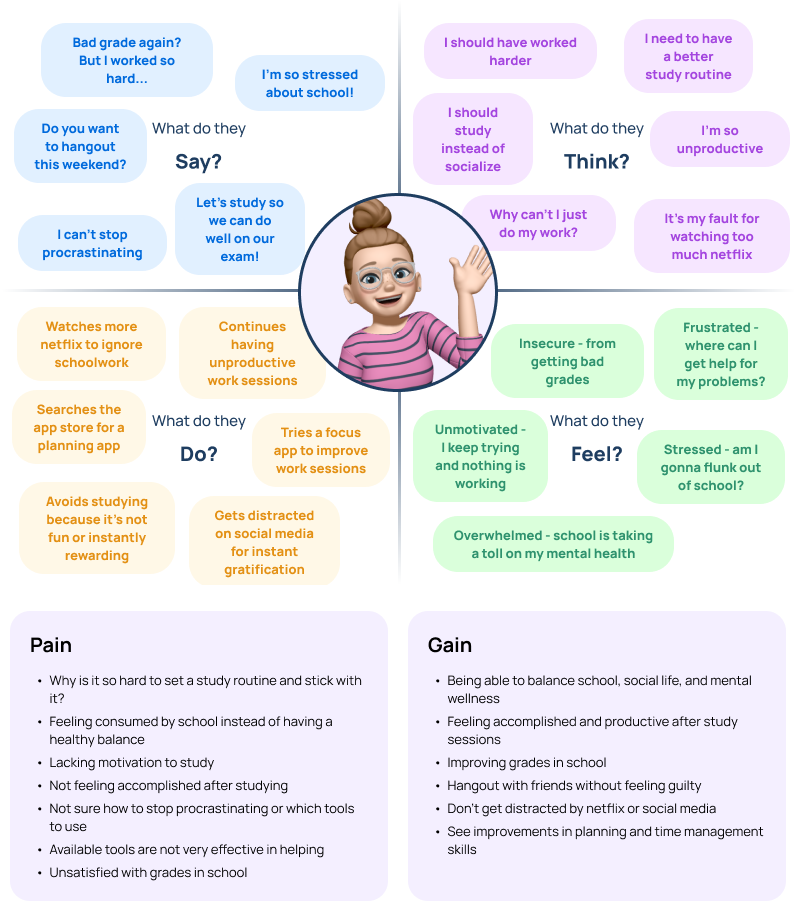 Bad grade again?
But I worked so
hard...
I'm so stressed
about school!
Do you want
to hangout
this weekend?
What do they
Say?
Let's study so
we can do
well on our
exam!
I can't stop
procrastinating
I should have worked
harder
I need to have
a better
study routine
I should
study
instead of
socialize
What do they
Think?
I'm so
unproductive
Why can't I just
do my work?
It's my fault for
watching too
much netflix
Watches more
netflix to ignore
schoolwork
Continues
having
unproductive
work sessions
Searches the
app store for a
planning app
What do they
Do?
Tries a focus
app to improve
work sessions
Avoids studying
because it's not
fun or instantly
rewarding
Gets distracted
on social media
for instant
gratification
Insecure - from
getting bad
grades
Frustrated -
where can I
get help for
my problems?
Unmotivated -
I keep trying
and nothing is
working
What do they
Feel?
Stressed - am I
gonna flunk out
of school?
Overwhelmed - school is taking
a toll on my mental health
Pain
• Why is it so hard to set a study routine and stick with
it?
• Feeling consumed by school instead of having a
healthy balance
• Lacking motivation to study
• Not feeling accomplished after studying
• Not sure how to stop procrastinating or which tools
to use
• Available tools are not very effective in helping
• Unsatisfied with grades in school
Gain
• Being able to balance school, social life, and mental
wellness
• Feeling accomplished and productive after study
sessions
• Improving grades in school
• Hangout with friends without feeling guilty
• Don't get distracted by netflix or social media
• See improvements in planning and time management
skills